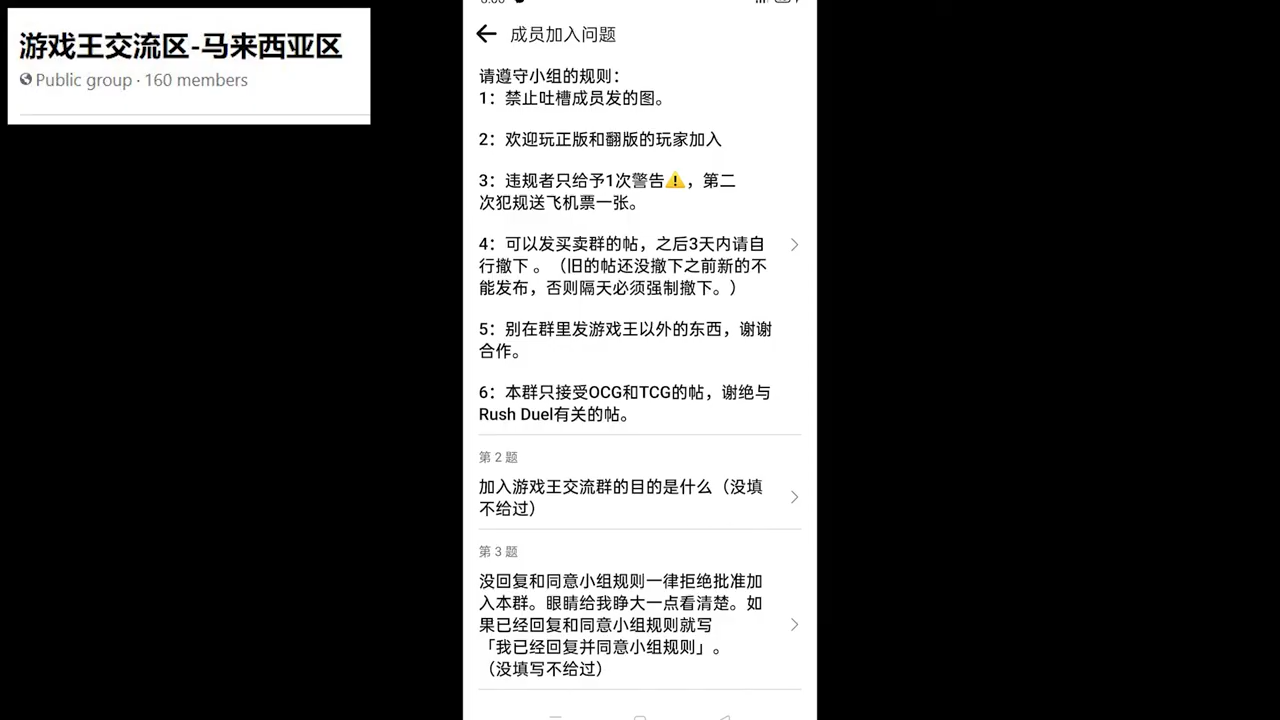 游戏王交流区-马来西亚区
Public group · 160 members
成员加入问题
请遵守小组的规则：
1：禁止吐槽成员发的图。
2：欢迎玩正版和翻版的玩家加入
3：违规者只给予1次警告⚠️，第二
次犯规送飞机票一张。
4：可以发买卖群的帖，之后3天内请自
行撤下 。（旧的帖还没撤下之前新的不
能发布，否则隔天必须强制撤下。）
5：别在群里发游戏王以外的东西，谢谢
合作。
6：本群只接受OCG和TCG的帖，谢绝与
Rush Duel有关的帖。
第 2 题
加入游戏王交流群的目的是什么（没填
不给过）
第 3 题
没回复和同意小组规则一律拒绝批准加
入本群。眼睛给我睁大一点看清楚。如
果已经回复和同意小组规则就写
「我已经回复并同意小组规则」。
（没填写不给过）